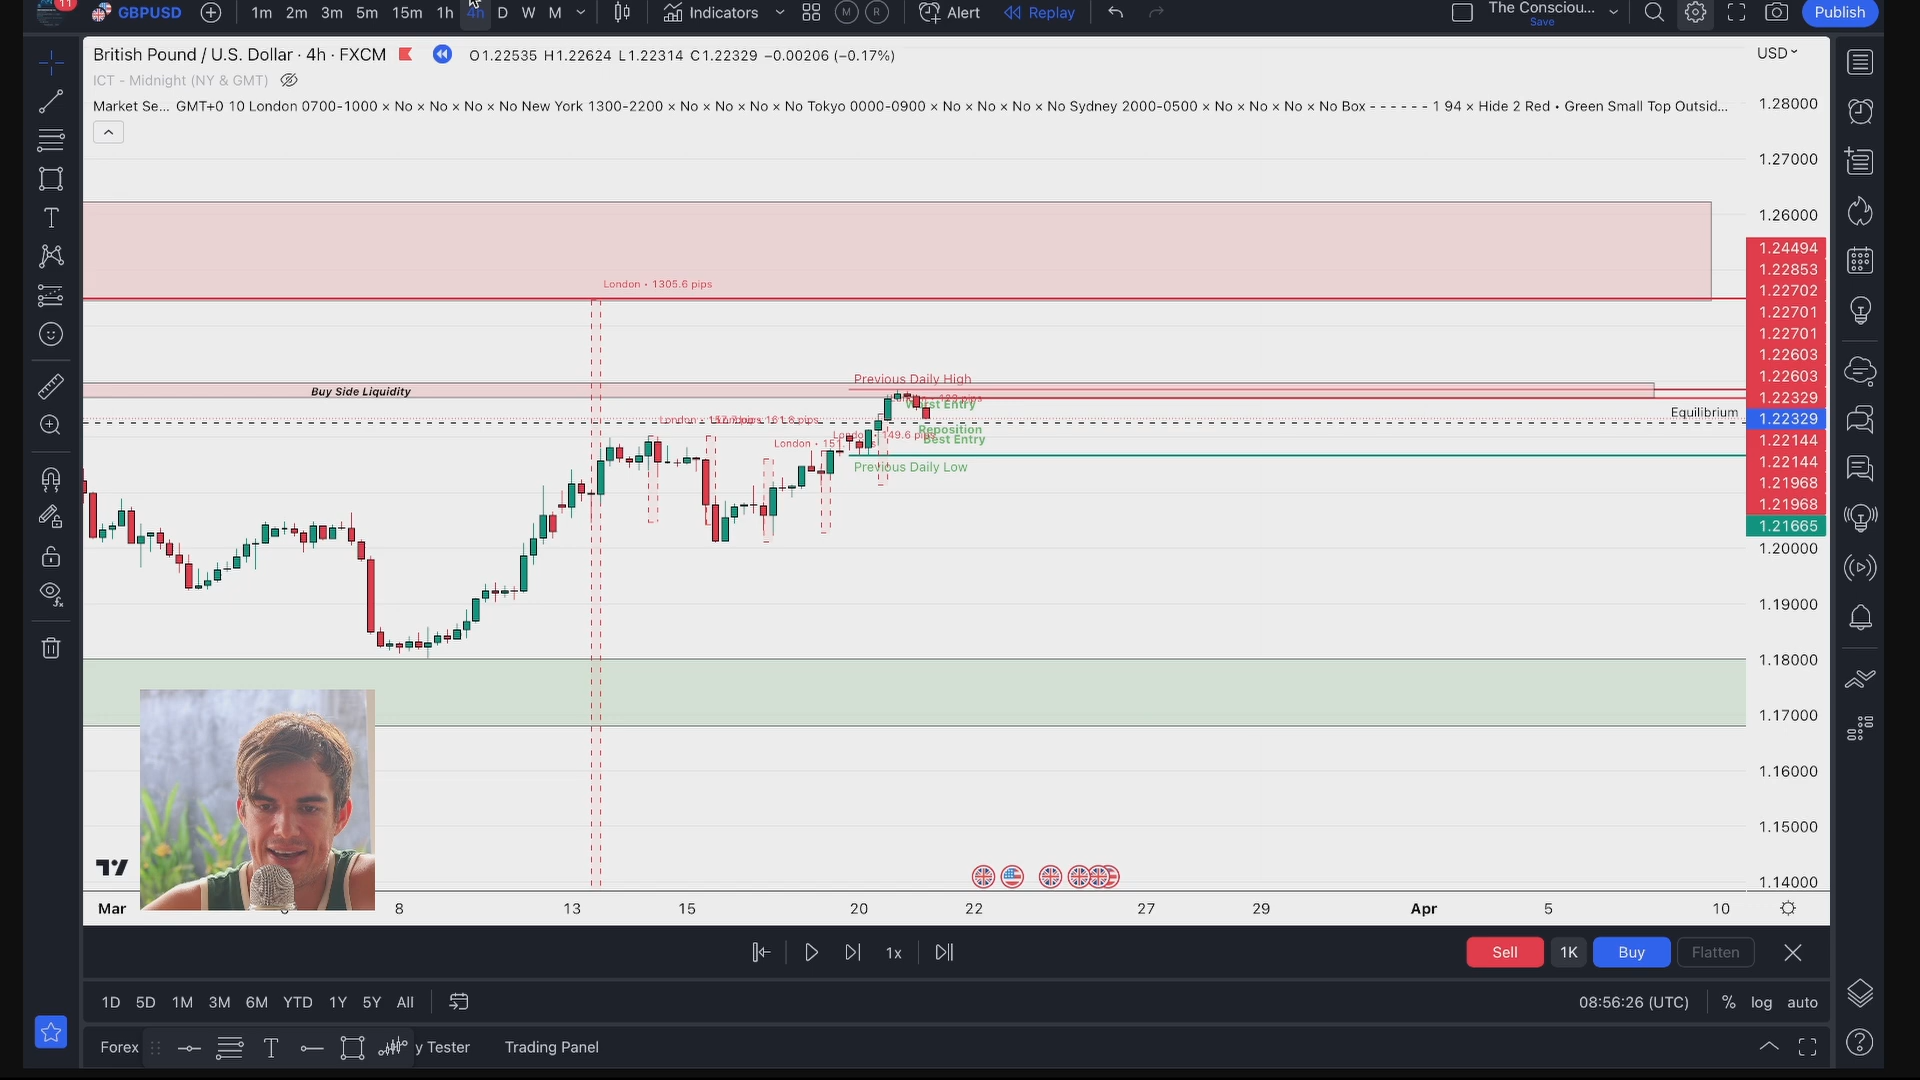 11
GBPUSD
1m 2m 3m 5m 15m 1h 4h D W M
Indicators
M R
Alert
Replay
The Consciou...
Save
Publish
British Pound / U.S. Dollar · 4h · FXCM
O1.22535 H1.22624 L1.22314 C1.22329 −0.00206 (−0.17%)
USD
ICT - Midnight (NY & GMT)
Market Se... GMT+0 10 London 0700-1000 × No × No × No × No New York 1300-2200 × No × No × No × No Tokyo 0000-0900 × No × No × No × No Sydney 2000-0500 × No × No × No × No Box - - - - - - 1 94 × Hide 2 Red • Green Small Top Outsid...
1.28000
1.27000
1.26000
1.24494
1.22853
1.22702
1.22701
1.22701
1.22603
1.22603
1.22329
1.22329
1.22144
1.22144
1.21968
1.21968
1.21665
1.20000
1.19000
1.18000
1.17000
1.16000
1.15000
1.14000
London • 1305.6 pips
Previous Daily High
Buy Side Liquidity
Worst Entry
Equilibrium
Reposition
Best Entry
Previous Daily Low
Mar 8 13 15 20 22 27 29 Apr 5 10
1x
Sell 1K Buy Flatten
1D 5D 1M 3M 6M YTD 1Y 5Y All
08:56:26 (UTC) % log auto
Forex
y Tester
Trading Panel